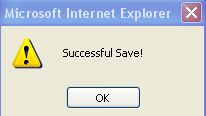 Microsoft Internet Explorer
Successful Save!
OK